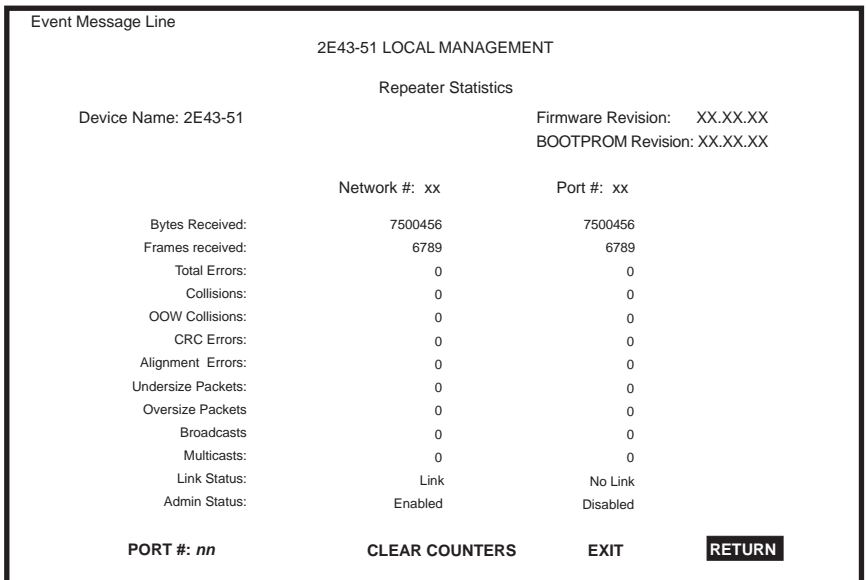 Event Message Line
2E43-51 LOCAL MANAGEMENT
Repeater Statistics
Device Name: 2E43-51 Firmware Revision: XX.XX.XX
BOOTPROM Revision: XX.XX.XX
Network #: xx Port #: xx
Bytes Received: 7500456 7500456
Frames received: 6789 6789
Total Errors: 0 0
Collisions: 0 0
OOW Collisions: 0 0
CRC Errors: 0 0
Alignment Errors: 0 0
Undersize Packets: 0 0
Oversize Packets 0 0
Broadcasts 0 0
Multicasts: 0 0
Link Status: Link No Link
Admin Status: Enabled Disabled
PORT #: nn CLEAR COUNTERS EXIT RETURN